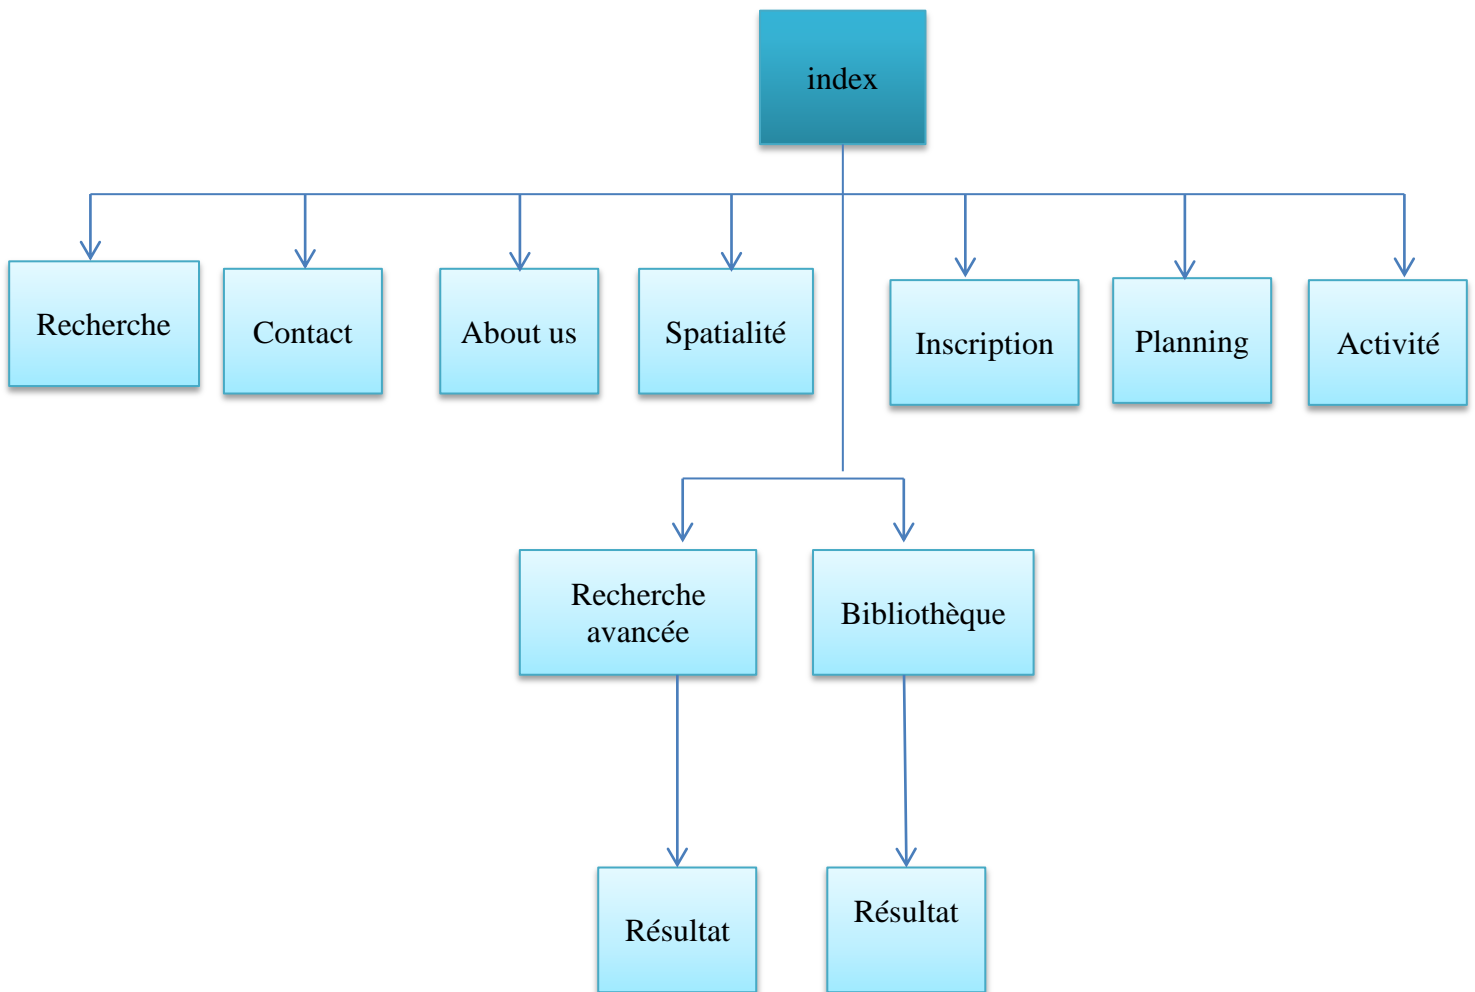 index
Recherche
Contact
About us
Spatialité
Inscription
Planning
Activité
Recherche
avancée
Bibliothèque
Résultat
Résultat